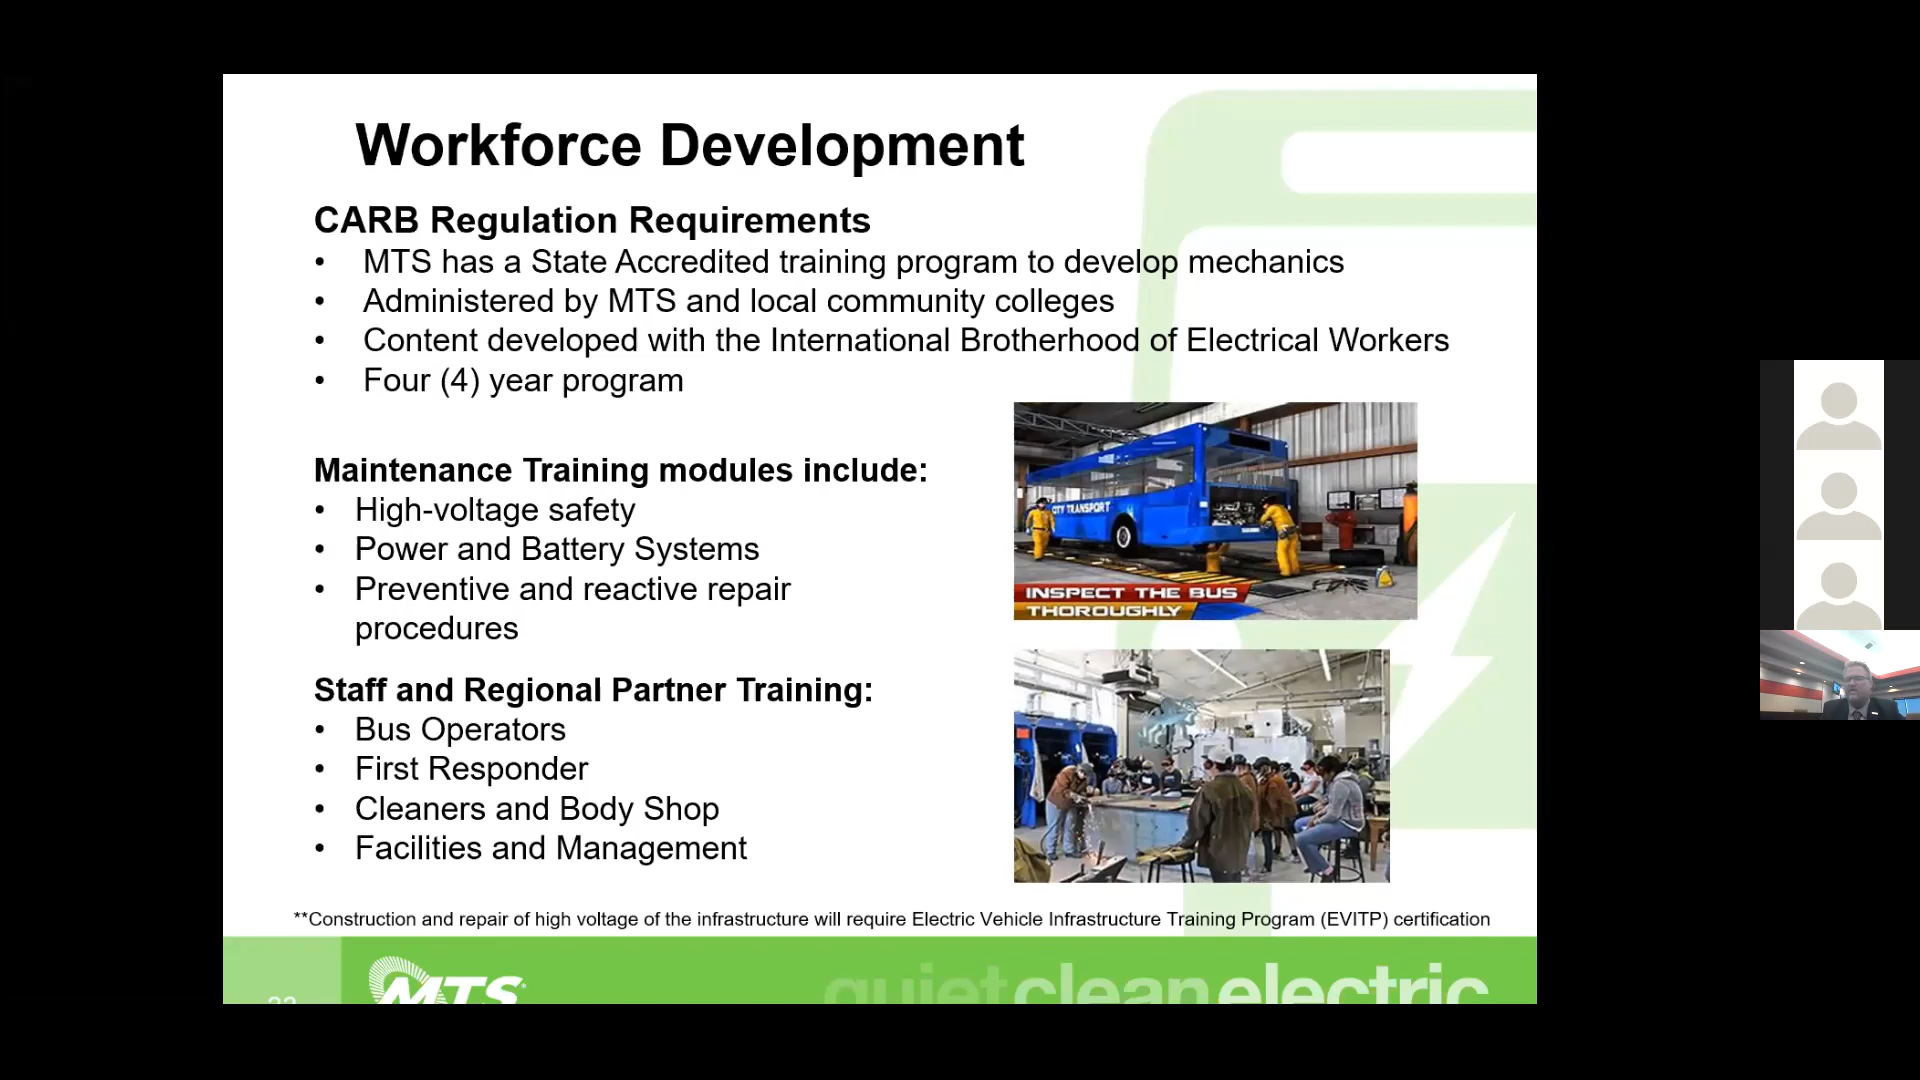 Workforce Development
CARB Regulation Requirements
• MTS has a State Accredited training program to develop mechanics
• Administered by MTS and local community colleges
• Content developed with the International Brotherhood of Electrical Workers
• Four (4) year program
Maintenance Training modules include:
• High-voltage safety
• Power and Battery Systems
• Preventive and reactive repair
procedures
CITY TRANSPORT
INSPECT THE BUS
THOROUGHLY
Staff and Regional Partner Training:
• Bus Operators
• First Responder
• Cleaners and Body Shop
• Facilities and Management
**Construction and repair of high voltage of the infrastructure will require Electric Vehicle Infrastructure Training Program (EVITP) certification
MTS
quiet clean electric